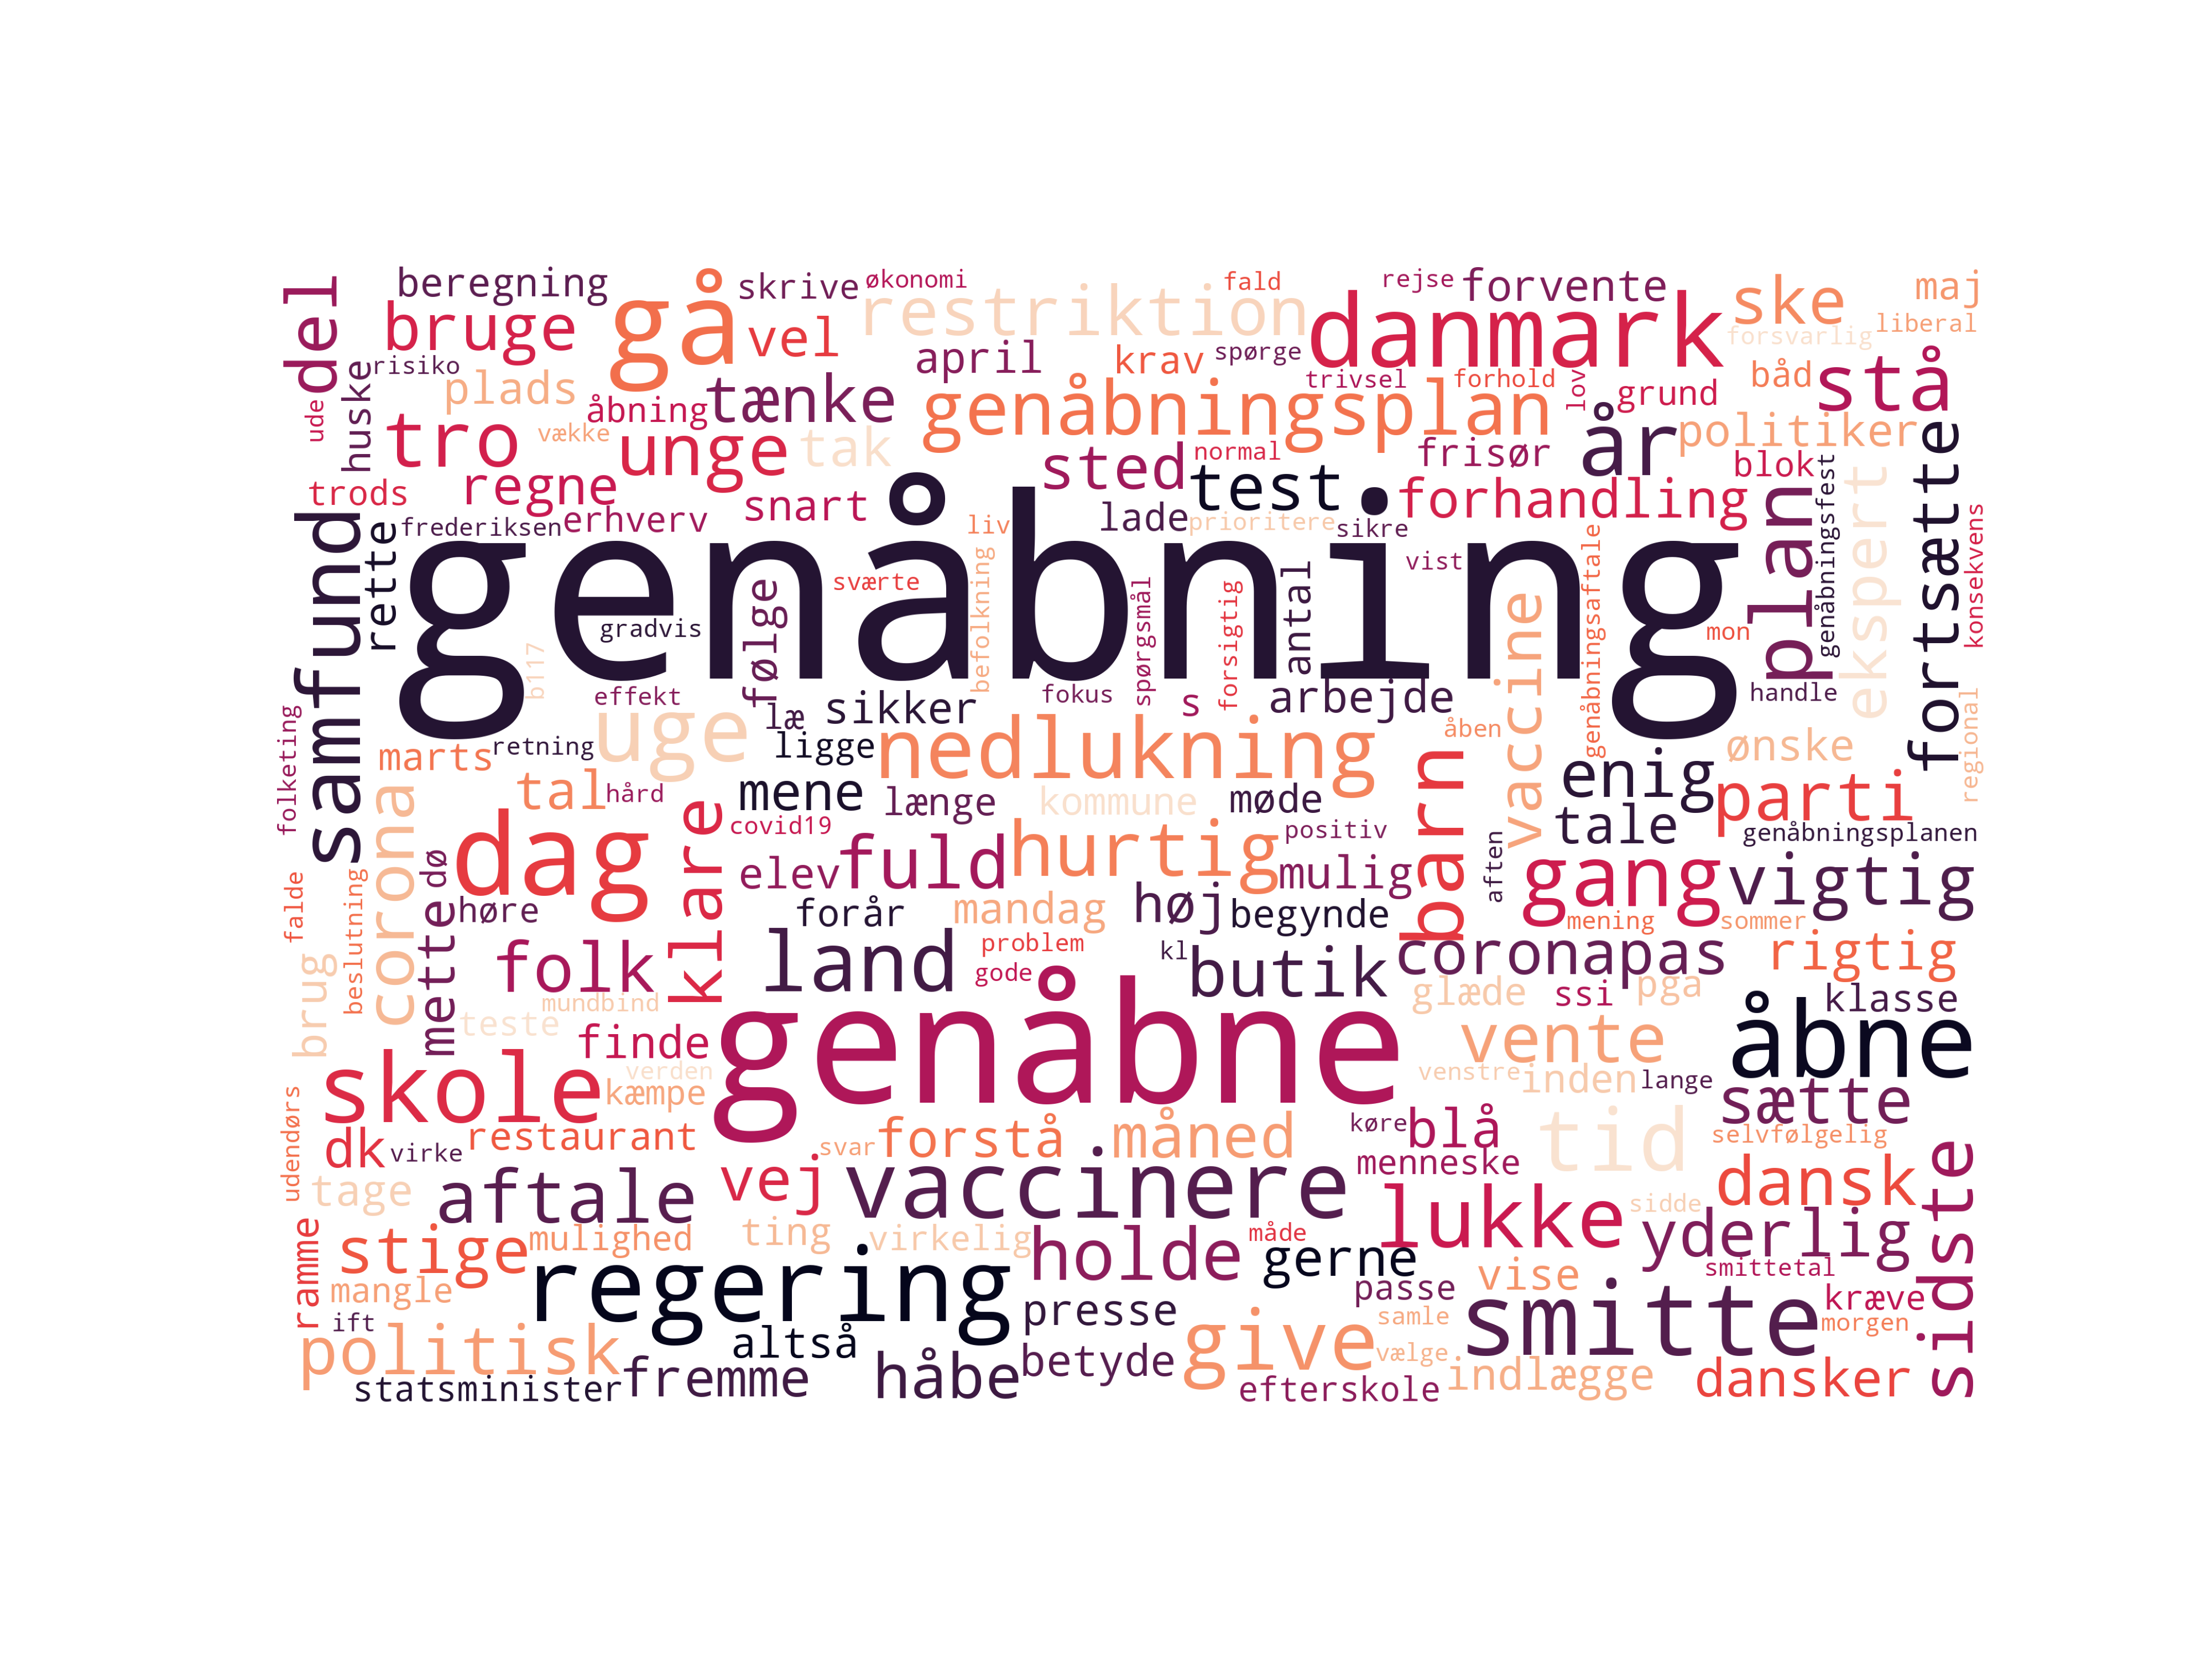 beregning
skrive
økonomi
fald
rejse
forvente
ske
maj
del
bruge
gå
vel
restriktion
danmark
liberal
forsvarlig
risiko
april
krav
spørge
huske
plads
åbning
tænke
genåbningsplan
trivsel
forhold
lov
grund
båd
stå
ude
tro
vække
unge
tak
sted
normal
frisør
år
politiker
trods
regne
snart
test
forhandling
blok
samfund
rette
frederiksen
erhverv
liv
lade
prioritere
sikre
plan
genåbningsfest
ekspert
fortsætte
konsekvens
genåbning
sværte
befolkning
vist
gradvis
følge
antal
genåbningsaftale
vaccine
mon
b117
spørgsmål
forsigtig
effekt
fokus
s
arbejde
handle
regional
folketing
uge
læ
sikker
åben
marts
retning
ligge
nedlukning
ønske
tal
hård
mene
længe
kommune
møde
enig
parti
corona
dag
klare
covid19
hurtig
positiv
barn
tale
genåbningsplanen
dø
elev
fuld
mulig
aften
gang
vigtig
falde
beslutning
høre
forår
mandag
høj
begynde
mening
sommer
mette
folk
land
problem
kl
butik
coronapas
rigtig
brug
gode
mundbind
glæde
ssi
pga
klasse
teste
finde
genåbne
vente
åbne
skole
verden
kæmpe
venstre
inden
lange
sætte
udendørs
dk
virke
restaurant
svar
forstå
måned
køre
blå
tid
selvfølgelig
tage
aftale
vej
vaccinere
menneske
dansk
sidste
lukke
sidde
ramme
stige
mulighed
ting
virkelig
holde
måde
gerne
yderlig
mangle
regering
passe
vise
smittetal
smitte
kræve
ift
presse
samle
morgen
politisk
altså
give
vælge
statsminister
fremme
håbe
betyde
efterskole
indlægge
dansker